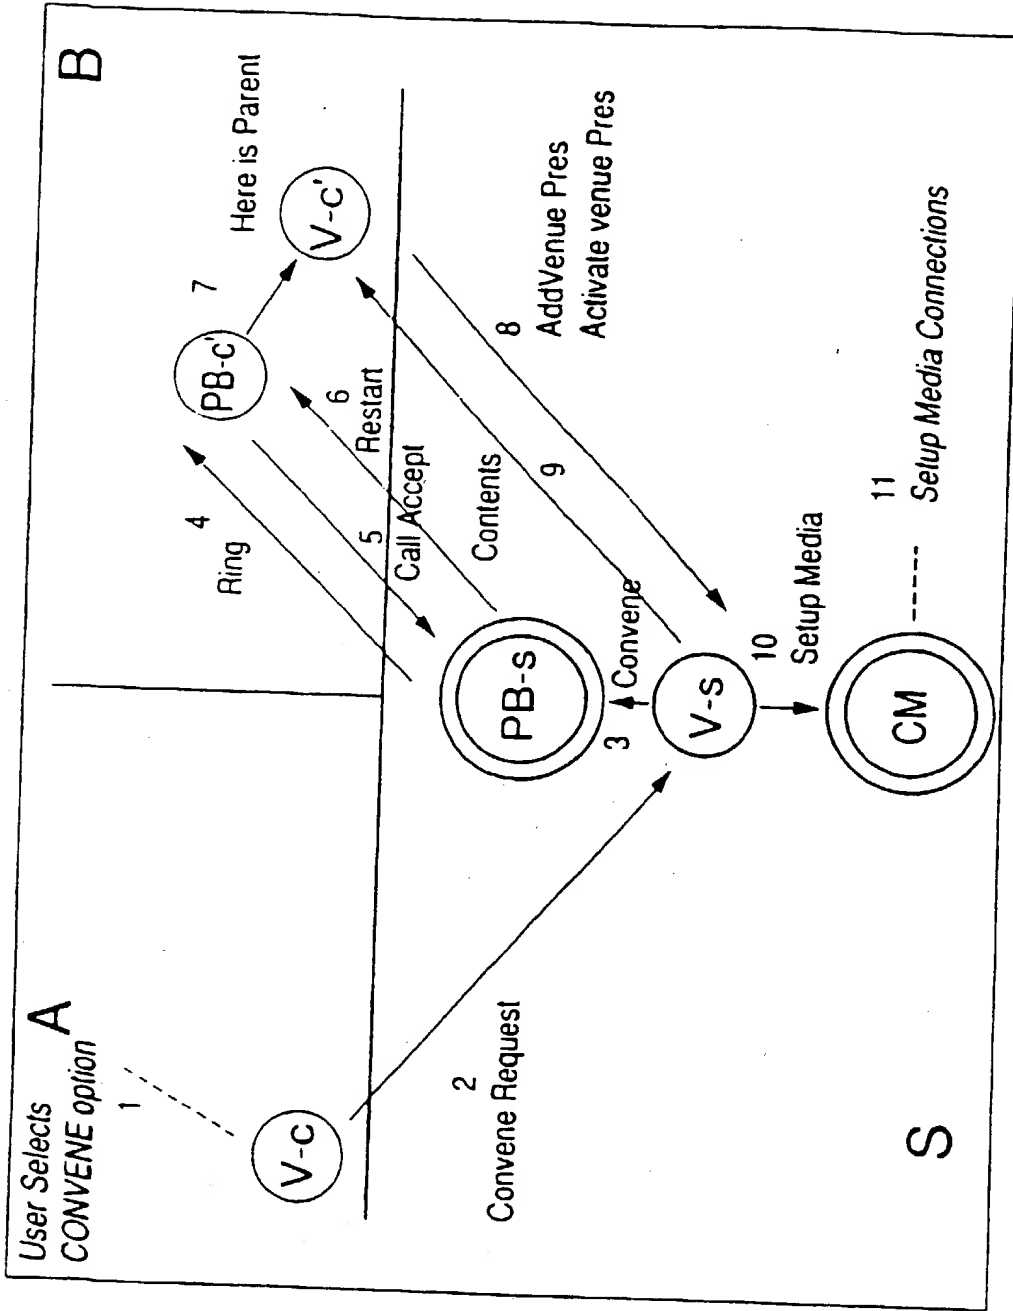 User Selects
CONVENE option
A
1
V-c
2
Convene Request
B
4
Ring
PB-c'
7
Here is Parent
V-c'
5
Call Accept
6
Restart
Contents
8
AddVenue Pres
Activate venue Pres
9
PB-s
3
Convene
V-s
10
Setup Media
CM
11
Setup Media Connections
S